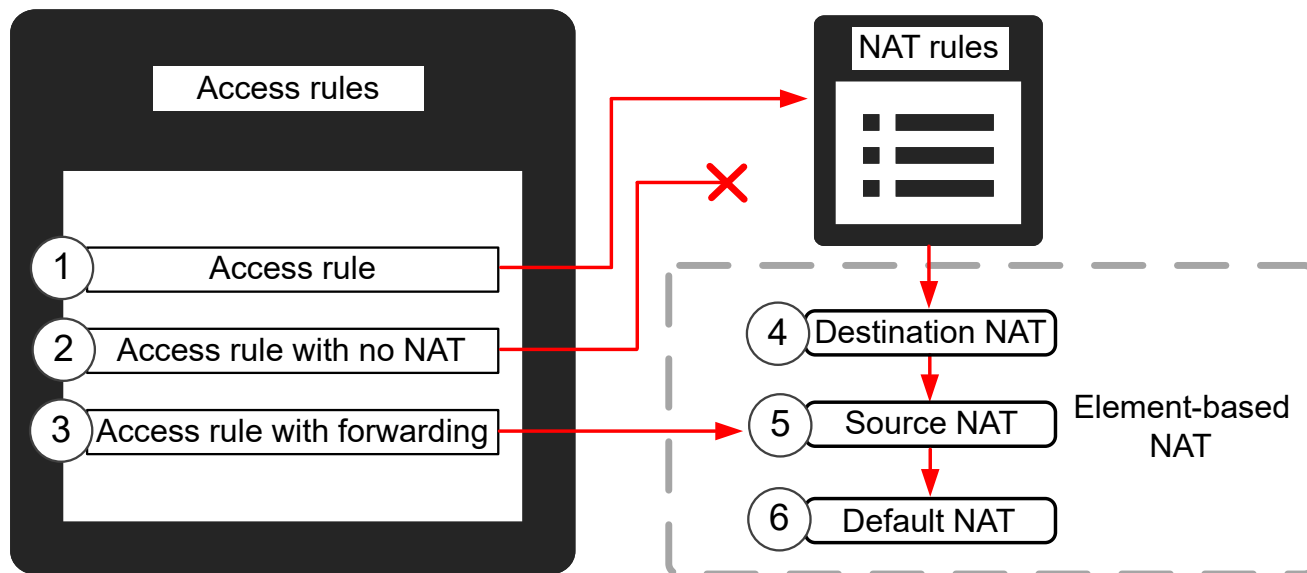 Access rules
NAT rules
1 Access rule
2 Access rule with no NAT
3 Access rule with forwarding
4 Destination NAT
5 Source NAT
6 Default NAT
Element-based
NAT